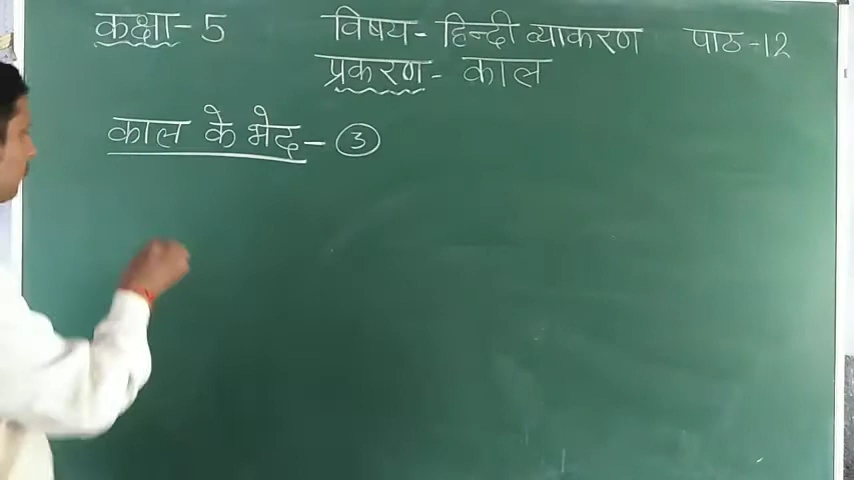 कक्षा - 5 विषय - हिन्दी व्याकरण पाठ - 12
प्रकरण - काल
काल के भेद - 3